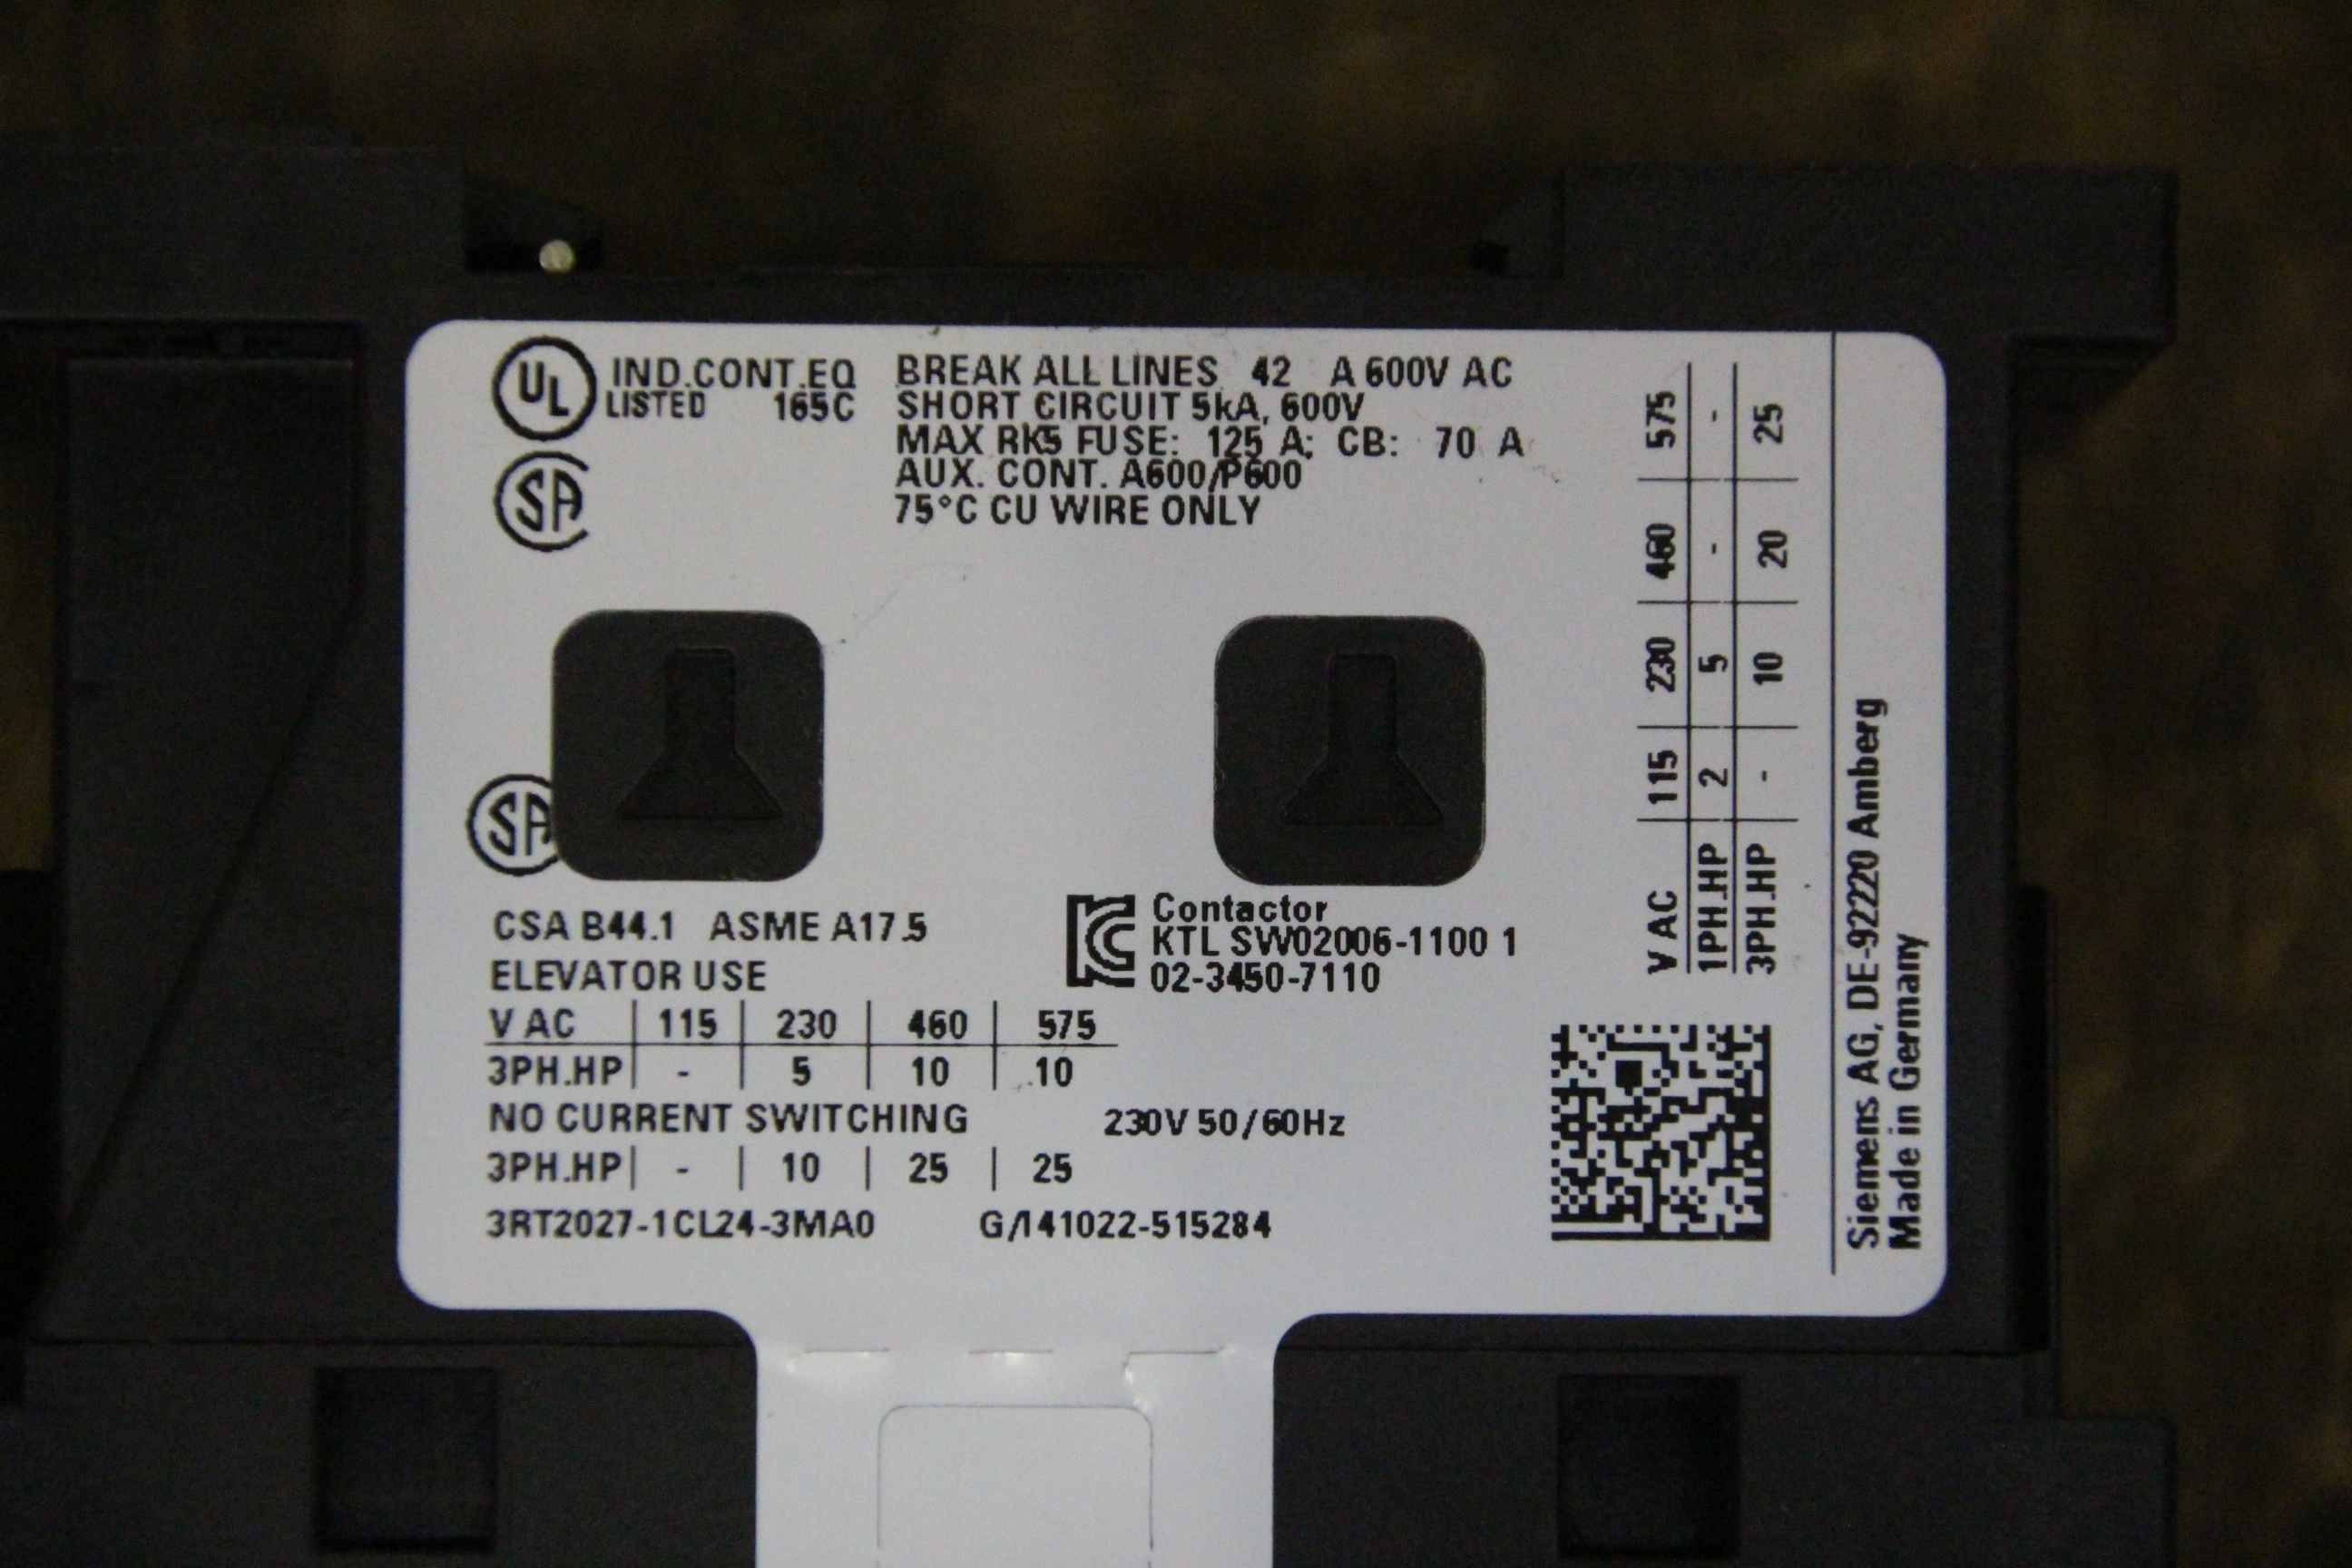 UL IND.CONT.EQ
LISTED 165C
BREAK ALL LINES 42 A 600V AC
SHORT CIRCUIT 5kA, 600V
MAX RK5 FUSE: 125 A; CB: 70 A
AUX. CONT. A600/P600
75°C CU WIRE ONLY
SA
SA
CSA B44.1 ASME A17.5
ELEVATOR USE
V AC | 115 | 230 | 460 | 575
3PH.HP | - | 5 | 10 | 10
NO CURRENT SWITCHING 230V 50/60Hz
3PH.HP | - | 10 | 25 | 25
3RT2027-1CL24-3MA0 G/141022-515284
Contactor
KTL SW02006-1100 1
02-3450-7110
V AC | 115 | 230 | 460 | 575
1PH.HP | 2 | 5 | - | -
3PH.HP | - | 10 | 20 | 25
Siemens AG, DE-92220 Amberg
Made in Germany